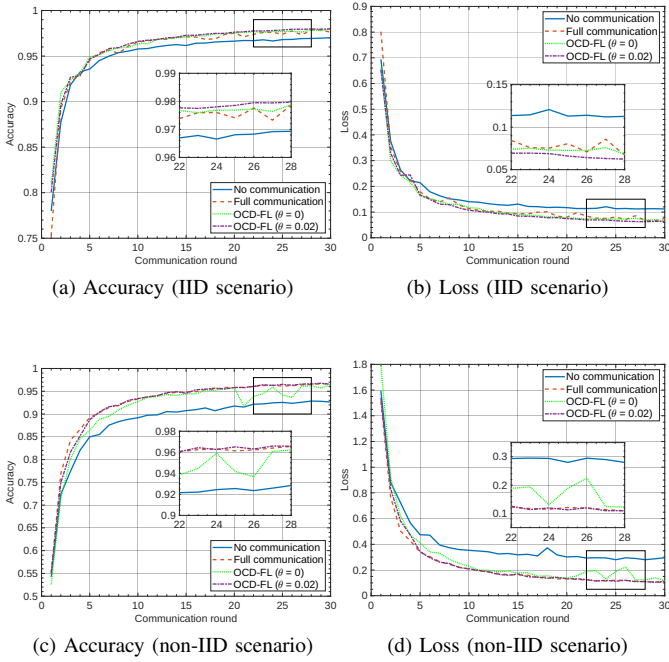 1
0.95
0.9
0.85
0.8
0.75
Accuracy
0.99
0.98
0.97
0.96
22 24 26 28
No communication
Full communication
OCD-FL (θ = 0)
OCD-FL (θ = 0.02)
0 5 10 15 20 25 30
Communication round
(a) Accuracy (IID scenario)
0.9
0.8
0.7
0.6
0.5
0.4
0.3
0.2
0.1
0
Loss
No communication
Full communication
OCD-FL (θ = 0)
OCD-FL (θ = 0.02)
0.15
0.1
0.05
22 24 26 28
0 5 10 15 20 25 30
Communication round
(b) Loss (IID scenario)
1
0.95
0.9
0.85
0.8
0.75
0.7
0.65
0.6
0.55
0.5
Accuracy
0.96
0.94
0.92
0.9
22 24 26 28
No communication
Full communication
OCD-FL (θ = 0)
OCD-FL (θ = 0.02)
0 5 10 15 20 25 30
Communication round
(c) Accuracy (non-IID scenario)
1.8
1.6
1.4
1.2
1
0.8
0.6
0.4
0.2
0
Loss
No communication
Full communication
OCD-FL (θ = 0)
OCD-FL (θ = 0.02)
0.3
0.2
0.1
22 24 26 28
0 5 10 15 20 25 30
Communication round
(d) Loss (non-IID scenario)